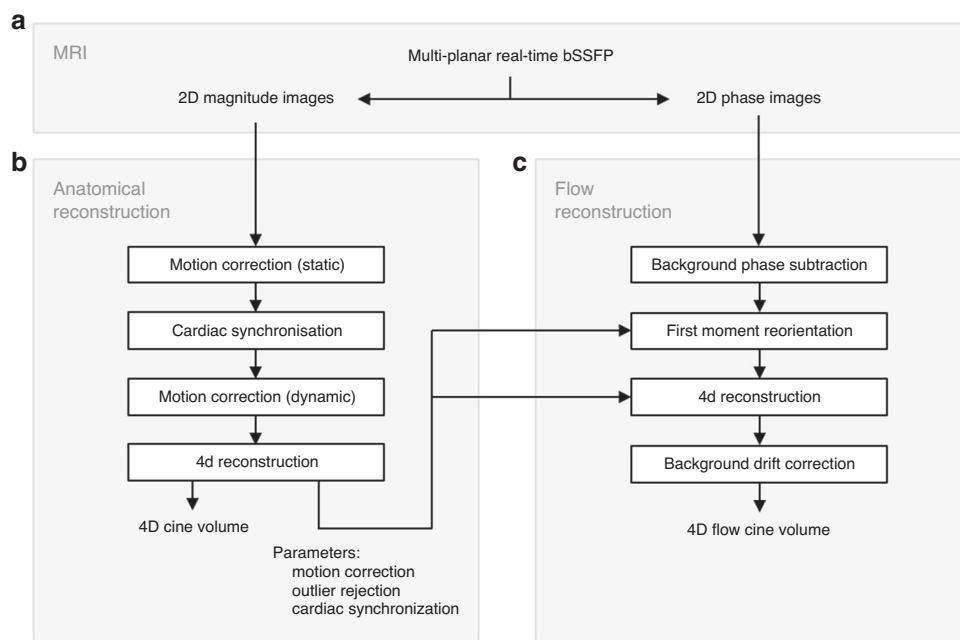 a
MRI
Multi-planar real-time bSSFP
2D magnitude images
2D phase images
b
Anatomical
reconstruction
Motion correction (static)
Cardiac synchronisation
Motion correction (dynamic)
4d reconstruction
4D cine volume
Parameters:
motion correction
outlier rejection
cardiac synchronization
c
Flow
reconstruction
Background phase subtraction
First moment reorientation
4d reconstruction
Background drift correction
4D flow cine volume